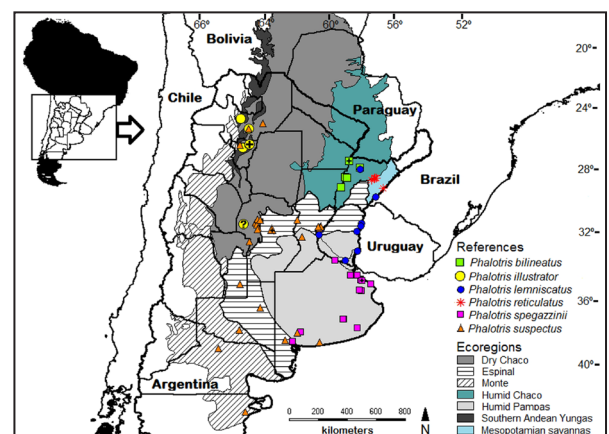 66° 64° 60° 56°
Bolivia
20°
Chile
24°
Paraguay
28°
Brazil
?
32°
Uruguay
References
Phalotris bilineatus
Phalotris illustrator
Phalotris lemniscatus
36°
Phalotris reticulatus
Phalotris spegazzinii
Phalotris suspectus
Ecoregions
Dry Chaco
Espinal
40°
Monte
Argentina
Humid Chaco
Humid Pampas
Southern Andean Yungas
Mesopotamian savannas
0 200 400 600 800
kilometers
N